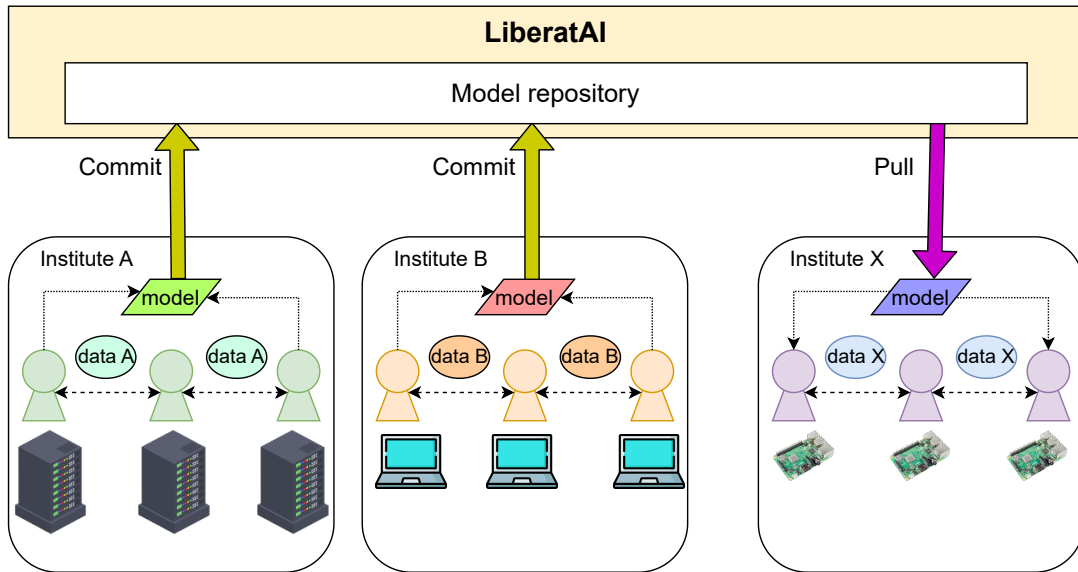 LiberatAI
Model repository
Commit
Commit
Pull
Institute A
model
data A
data A
Institute B
model
data B
data B
Institute X
model
data X
data X